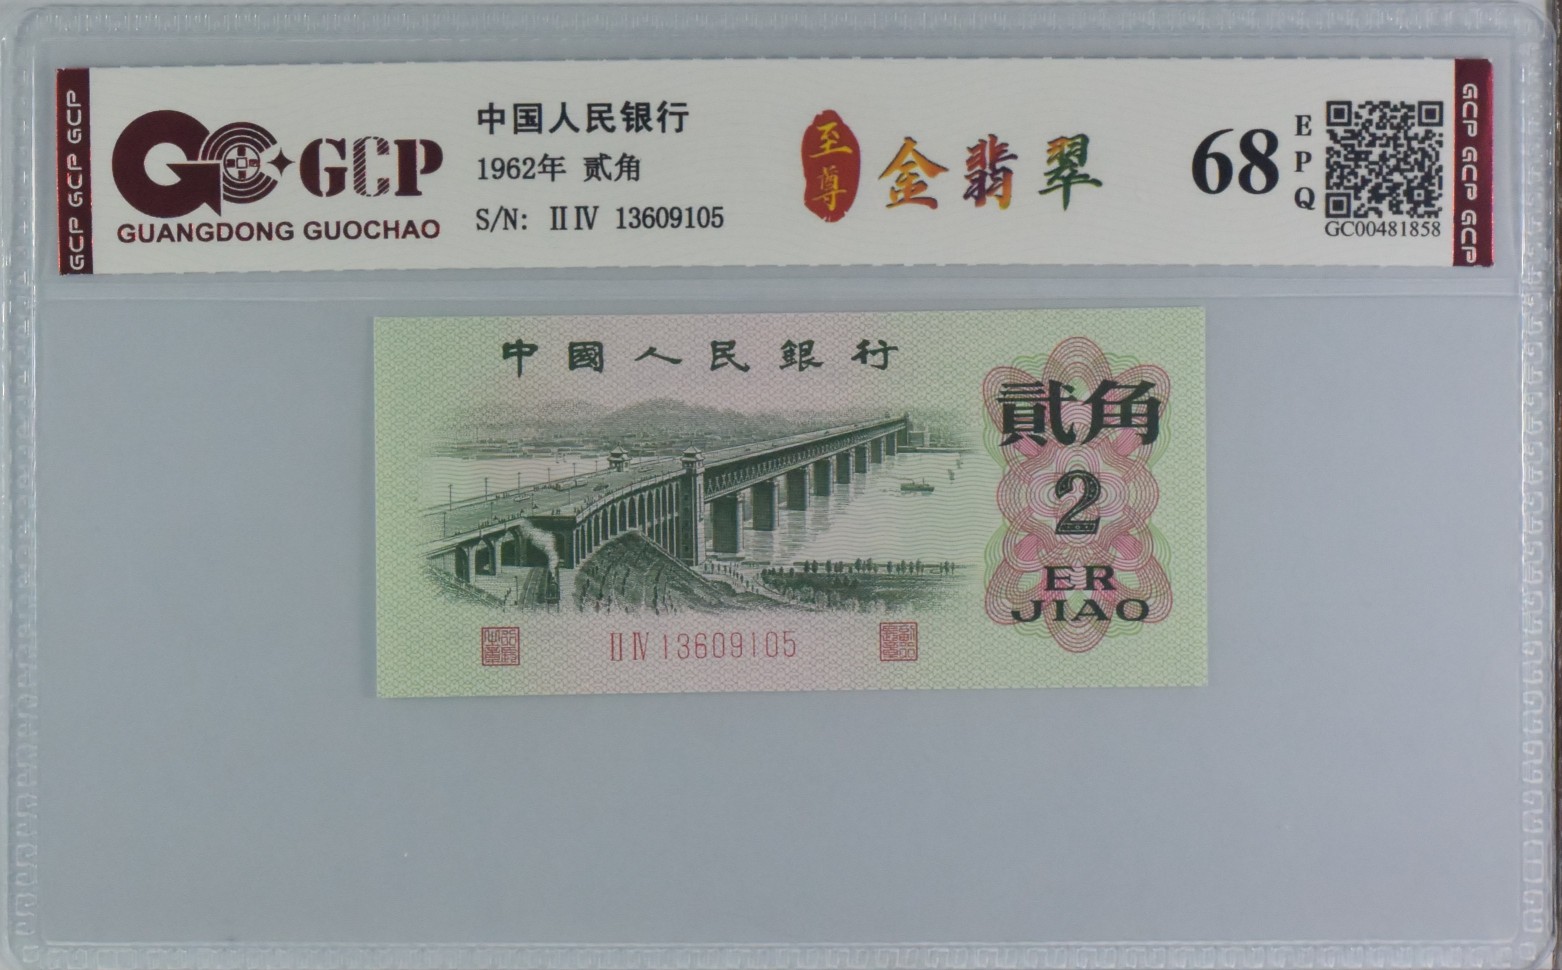 GCP GCP GCP
GCP
GUANGDONG GUOCHAO
中国人民银行
1962年 贰角
S/N: ⅡⅣ 13609105
至尊
金翡翠
68
EPQ
GC00481858
GCP GCP GCP
中國人民銀行
貳角
2
ER
JIAO
ⅡⅣ 13609105